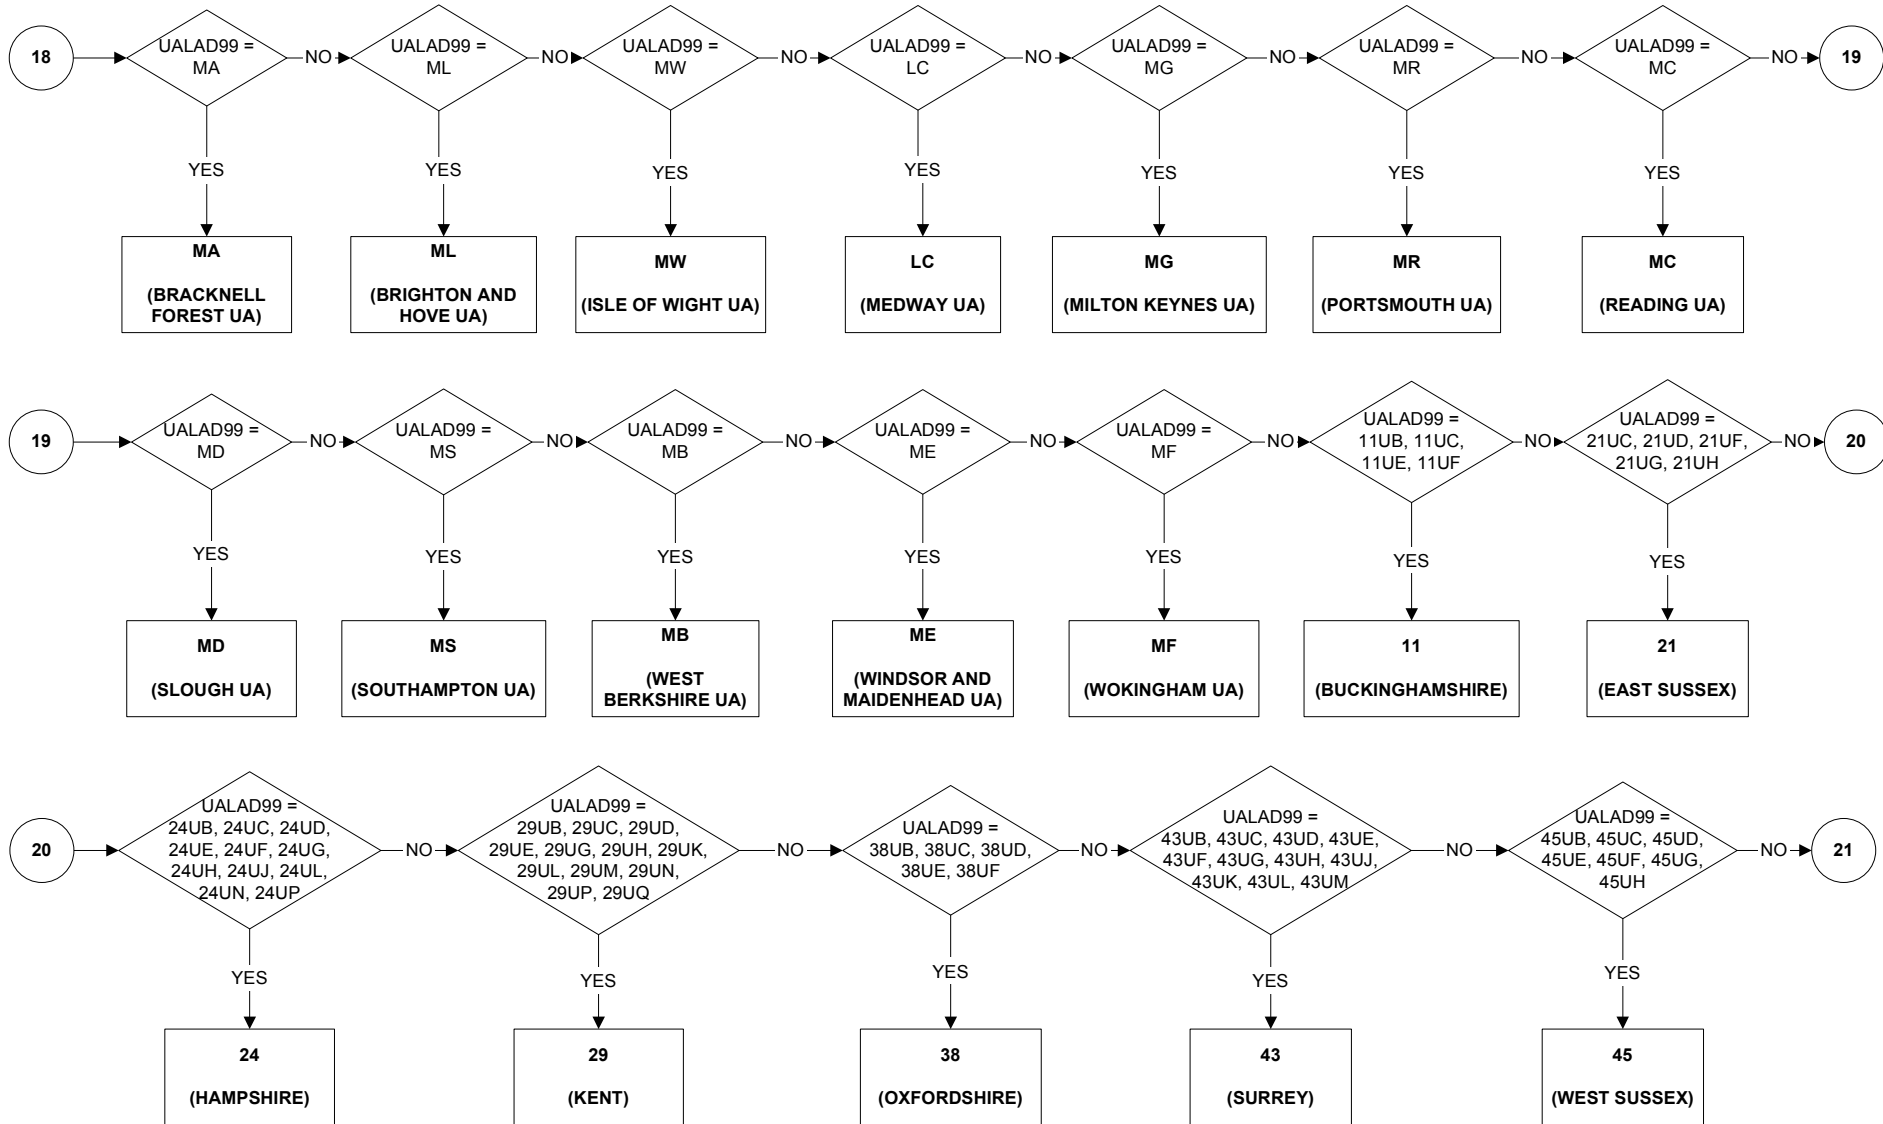 18
UALAD99 =
MA
NO
UALAD99 =
ML
NO
UALAD99 =
MW
NO
UALAD99 =
LC
NO
UALAD99 =
MG
NO
UALAD99 =
MR
NO
UALAD99 =
MC
NO
19
YES
YES
YES
YES
YES
YES
YES
MA
(BRACKNELL
FOREST UA)
ML
(BRIGHTON AND
HOVE UA)
MW
(ISLE OF WIGHT UA)
LC
(MEDWAY UA)
MG
(MILTON KEYNES UA)
MR
(PORTSMOUTH UA)
MC
(READING UA)
19
UALAD99 =
MD
NO
UALAD99 =
MS
NO
UALAD99 =
MB
NO
UALAD99 =
ME
NO
UALAD99 =
MF
NO
UALAD99 =
11UB, 11UC,
11UE, 11UF
NO
UALAD99 =
21UC, 21UD, 21UF,
21UG, 21UH
NO
20
YES
YES
YES
YES
YES
YES
YES
MD
(SLOUGH UA)
MS
(SOUTHAMPTON UA)
MB
(WEST
BERKSHIRE UA)
ME
(WINDSOR AND
MAIDENHEAD UA)
MF
(WOKINGHAM UA)
11
(BUCKINGHAMSHIRE)
21
(EAST SUSSEX)
20
UALAD99 =
24UB, 24UC, 24UD,
24UE, 24UF, 24UG,
24UH, 24UJ, 24UL,
24UN, 24UP
NO
UALAD99 =
29UB, 29UC, 29UD,
29UE, 29UG, 29UH, 29UK,
29UL, 29UM, 29UN,
29UP, 29UQ
NO
UALAD99 =
38UB, 38UC, 38UD,
38UE, 38UF
NO
UALAD99 =
43UB, 43UC, 43UD, 43UE,
43UF, 43UG, 43UH, 43UJ,
43UK, 43UL, 43UM
NO
UALAD99 =
45UB, 45UC, 45UD,
45UE, 45UF, 45UG,
45UH
NO
21
YES
YES
YES
YES
YES
24
(HAMPSHIRE)
29
(KENT)
38
(OXFORDSHIRE)
43
(SURREY)
45
(WEST SUSSEX)